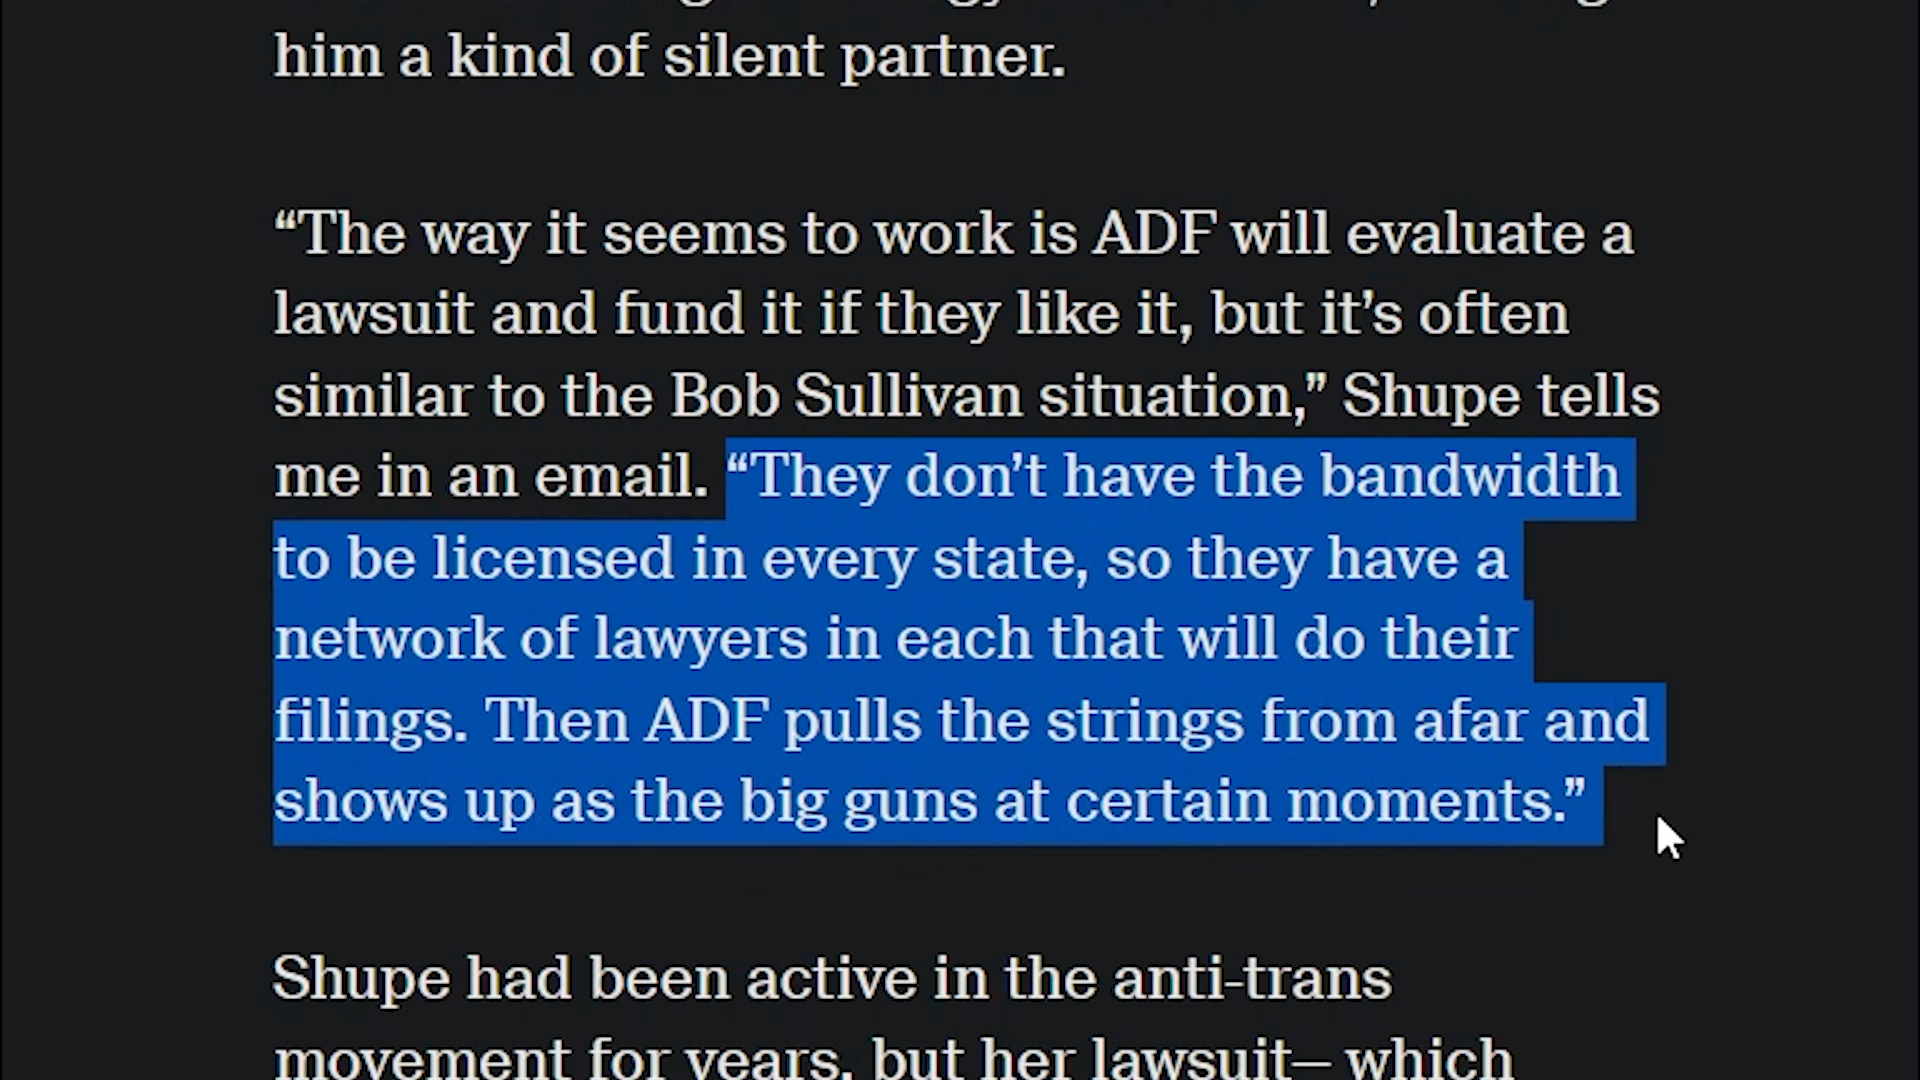 him a kind of silent partner.
“The way it seems to work is ADF will evaluate a
lawsuit and fund it if they like it, but it’s often
similar to the Bob Sullivan situation,” Shupe tells
me in an email. “They don’t have the bandwidth
to be licensed in every state, so they have a
network of lawyers in each that will do their
filings. Then ADF pulls the strings from afar and
shows up as the big guns at certain moments.”
Shupe had been active in the anti-trans
movement for years, but her lawsuit— which